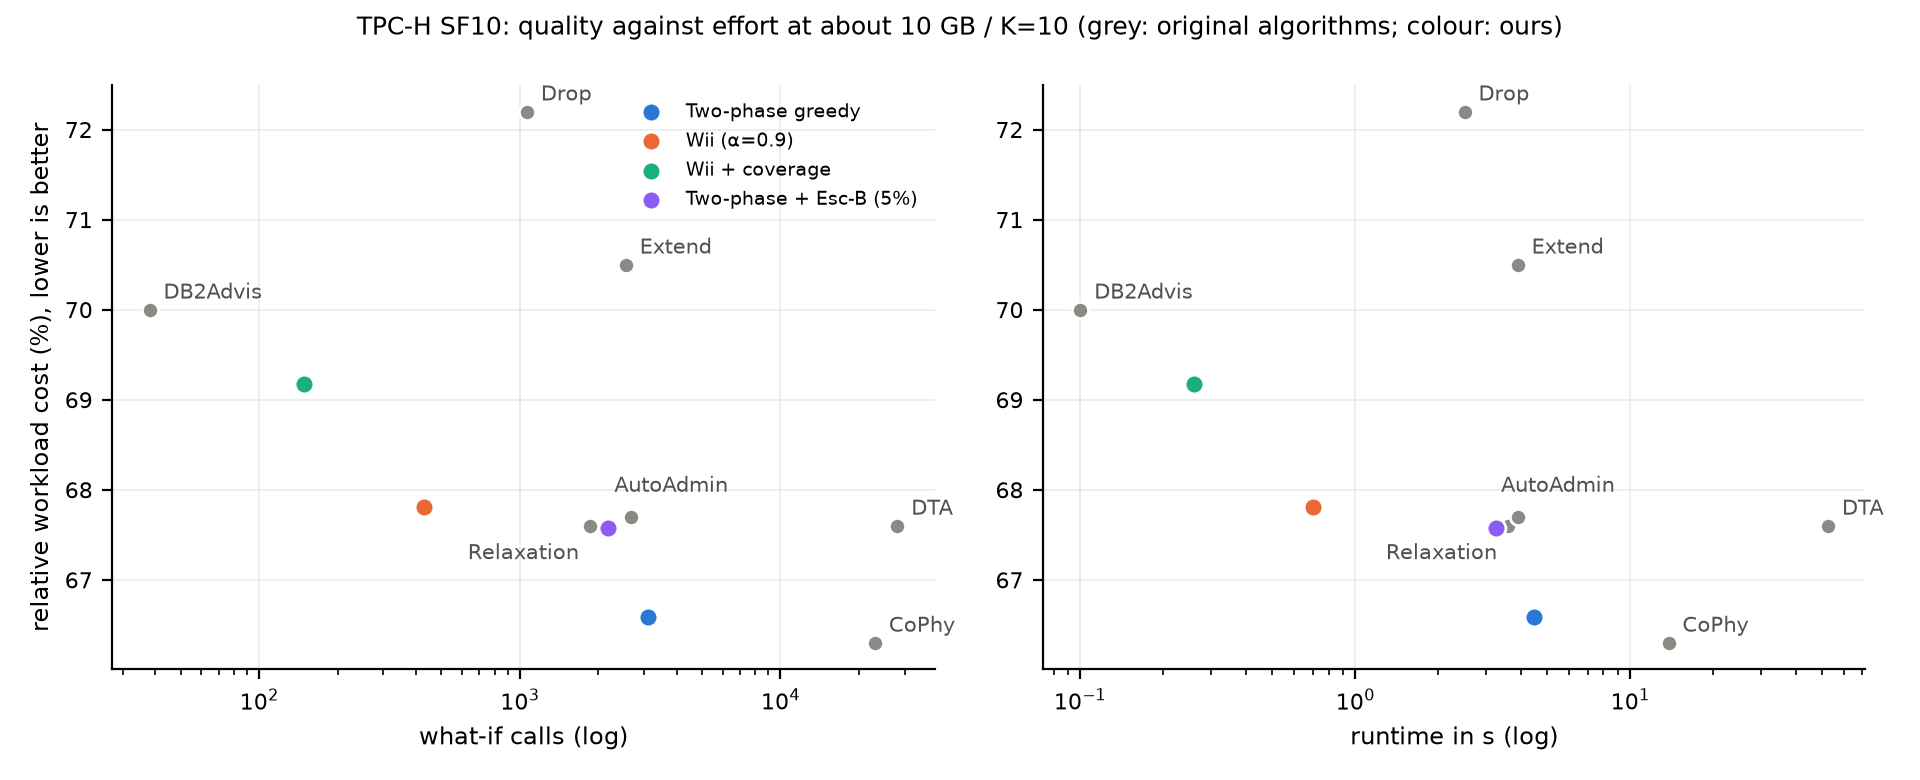 TPC-H SF10: quality against effort at about 10 GB / K=10 (grey: original algorithms; colour: ours)
relative workload cost (%), lower is better
72
71
70
69
68
67
Drop
Two-phase greedy
Wii (α=0.9)
Wii + coverage
Two-phase + Esc-B (5%)
Extend
DB2Advis
AutoAdmin
DTA
Relaxation
CoPhy
10²
10³
10⁴
what-if calls (log)
72
71
70
69
68
67
Drop
Extend
DB2Advis
AutoAdmin
DTA
Relaxation
CoPhy
10⁻¹
10⁰
10¹
runtime in s (log)